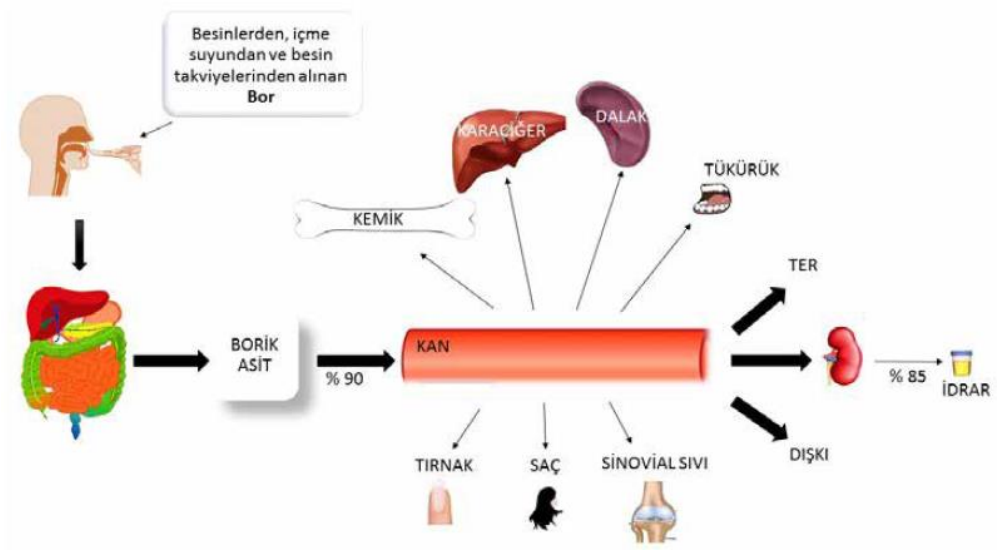 Besinlerden, içme
suyundan ve besin
takviyelerinden alınan
Bor
KARACİĞER
DALAK
TÜKÜRÜK
KEMİK
TER
BORİK
ASİT
% 90
KAN
% 85
İDRAR
DIŞKI
TIRNAK
SAÇ
SİNOVİAL SIVI